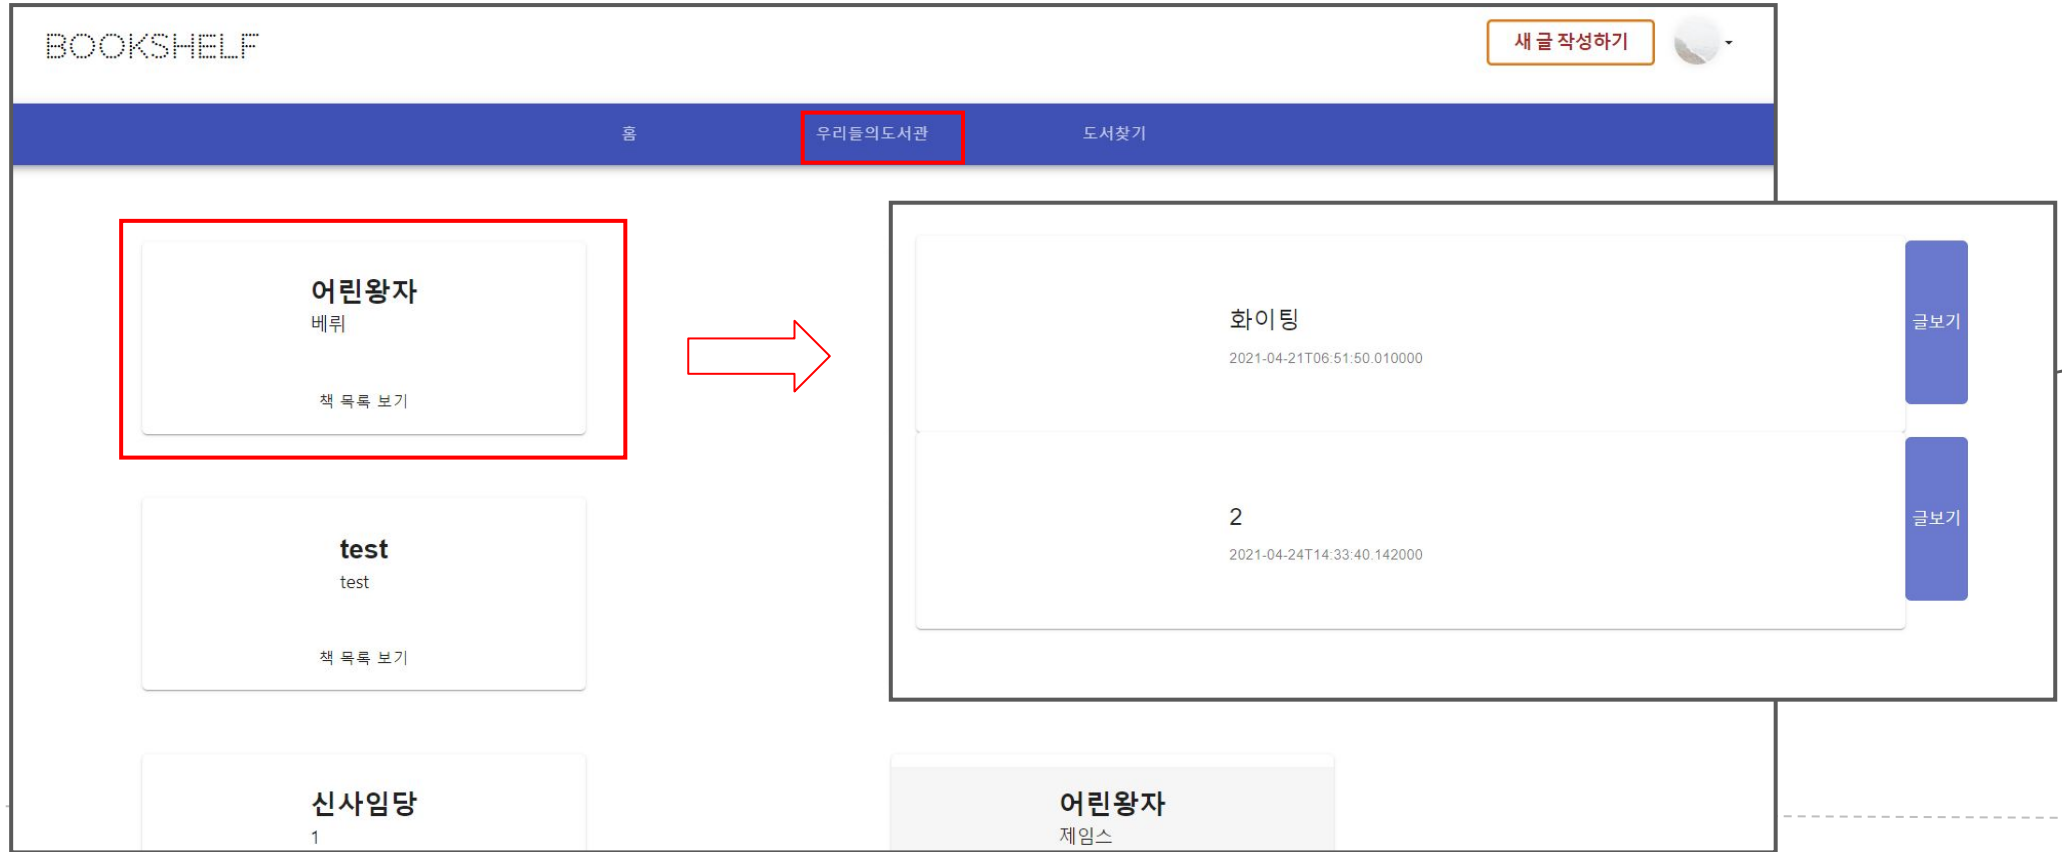 BOOKSHELF
새 글 작성하기
홈
우리들의도서관
도서찾기
어린왕자
베뤼
책 목록 보기
화이팅
2021-04-21T06:51:50.010000
글보기
2
2021-04-24T14:33:40.142000
글보기
test
test
책 목록 보기
신사임당
1
어린왕자
제임스